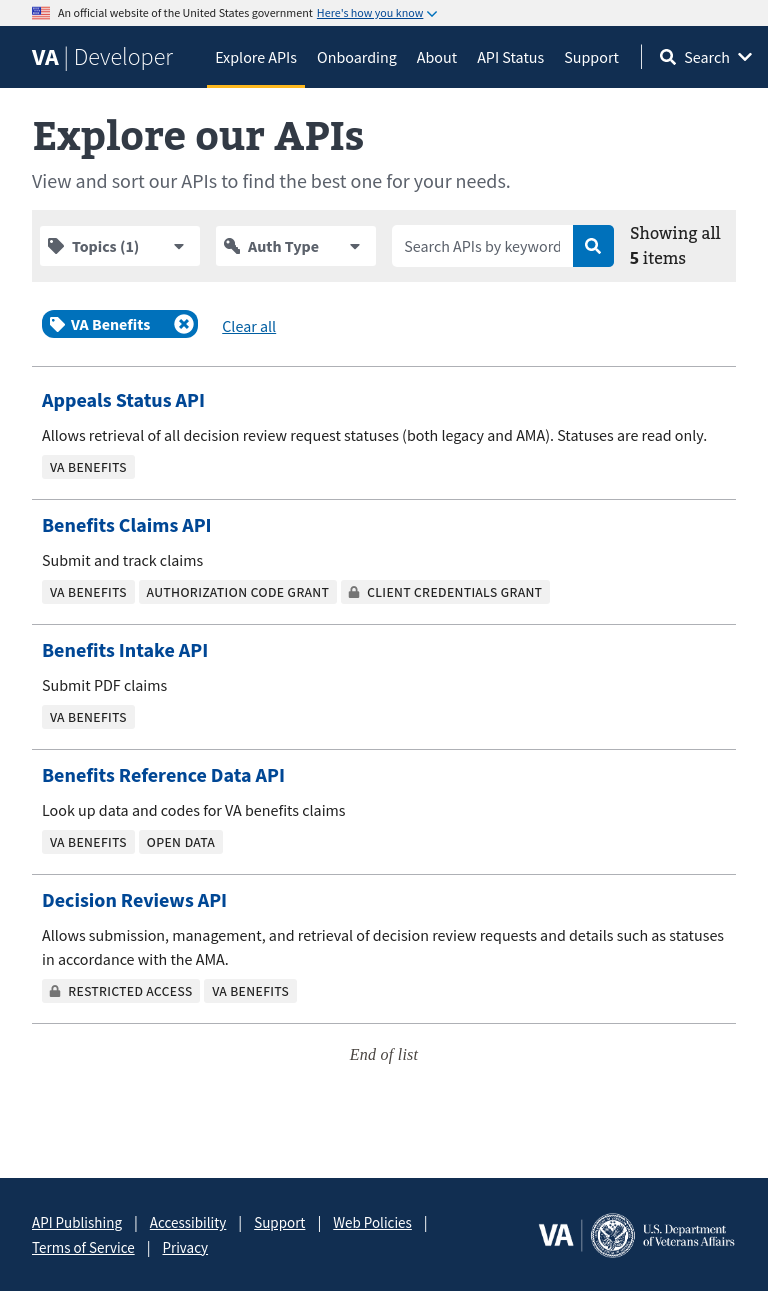 An official website of the United States government Here's how you know
VA | Developer Explore APIs Onboarding About API Status Support Search
Explore our APIs
View and sort our APIs to find the best one for your needs.
Topics (1) Auth Type Search APIs by keyword Showing all
5 items
VA Benefits Clear all
Appeals Status API
Allows retrieval of all decision review request statuses (both legacy and AMA). Statuses are read only.
VA BENEFITS
Benefits Claims API
Submit and track claims
VA BENEFITS AUTHORIZATION CODE GRANT CLIENT CREDENTIALS GRANT
Benefits Intake API
Submit PDF claims
VA BENEFITS
Benefits Reference Data API
Look up data and codes for VA benefits claims
VA BENEFITS OPEN DATA
Decision Reviews API
Allows submission, management, and retrieval of decision review requests and details such as statuses
in accordance with the AMA.
RESTRICTED ACCESS VA BENEFITS
End of list
API Publishing | Accessibility | Support | Web Policies |
Terms of Service | Privacy
VA | U.S. Department
of Veterans Affairs